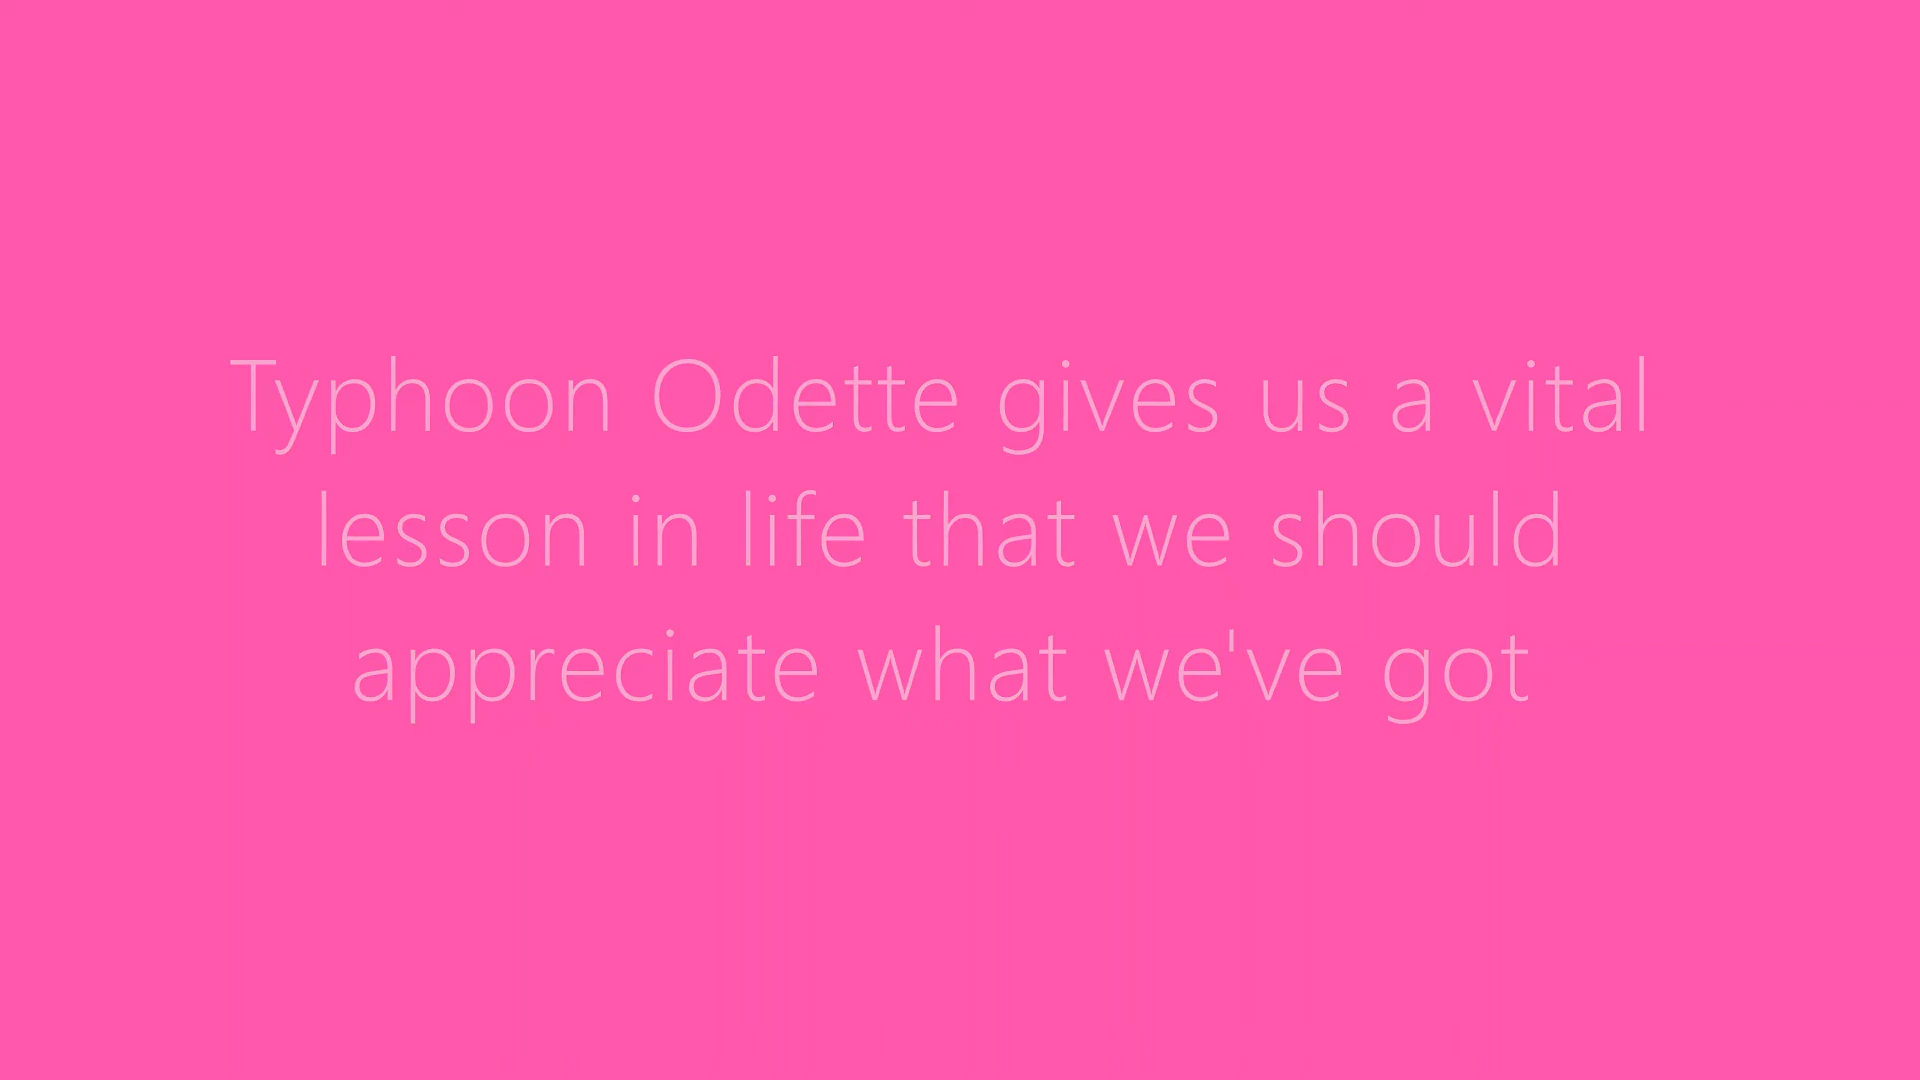 Typhoon Odette gives us a vital
lesson in life that we should
appreciate what we've got